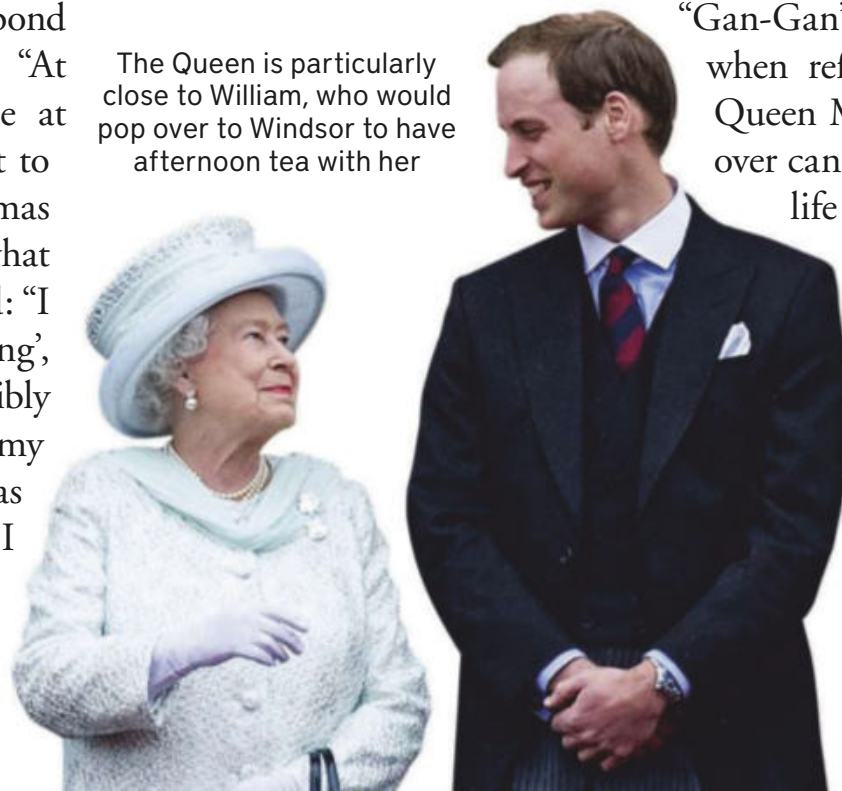 bond
“At
e at
t to
mas
hat
: “I
ng’,
ibly
my
as
I
The Queen is particularly
close to William, who would
pop over to Windsor to have
afternoon tea with her
“Gan-Gan’
when ref
Queen M
over can
life